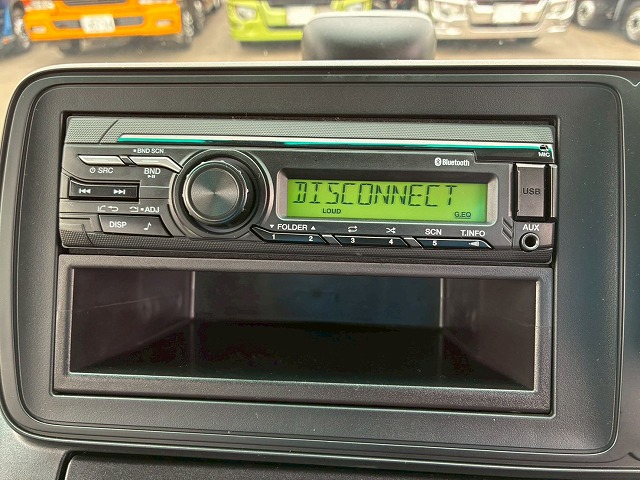 BND SCN
Bluetooth
MIC
SRC
BND
DISCONNECT
USB
LOUD
G.EQ
ADJ
DISP
FOLDER
SCN
T.INFO
AUX
1 2 3 4 5